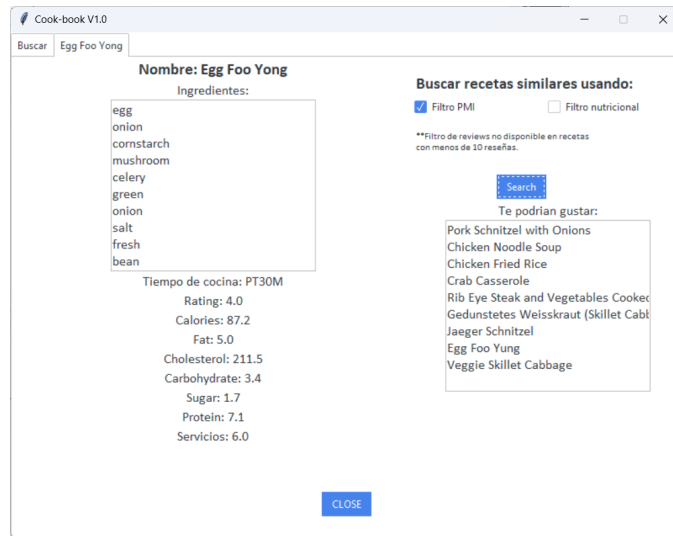 Cook-book V1.0
Buscar
Egg Foo Yong
Nombre: Egg Foo Yong
Ingredientes:
egg
onion
cornstarch
mushroom
celery
green
onion
salt
fresh
bean
Tiempo de cocina: PT30M
Rating: 4.0
Calories: 87.2
Fat: 5.0
Cholesterol: 211.5
Carbohydrate: 3.4
Sugar: 1.7
Protein: 7.1
Servicios: 6.0
Buscar recetas similares usando:
Filtro PMI
Filtro nutricional
**Filtro de reviews no disponible en recetas
con menos de 10 reseñas.
Search
Te podrian gustar:
Pork Schnitzel with Onions
Chicken Noodle Soup
Chicken Fried Rice
Crab Casserole
Rib Eye Steak and Vegetables Cooked
Gedunstetes Weisskraut (Skillet Cabb
Jaeger Schnitzel
Egg Foo Yung
Veggie Skillet Cabbage
CLOSE